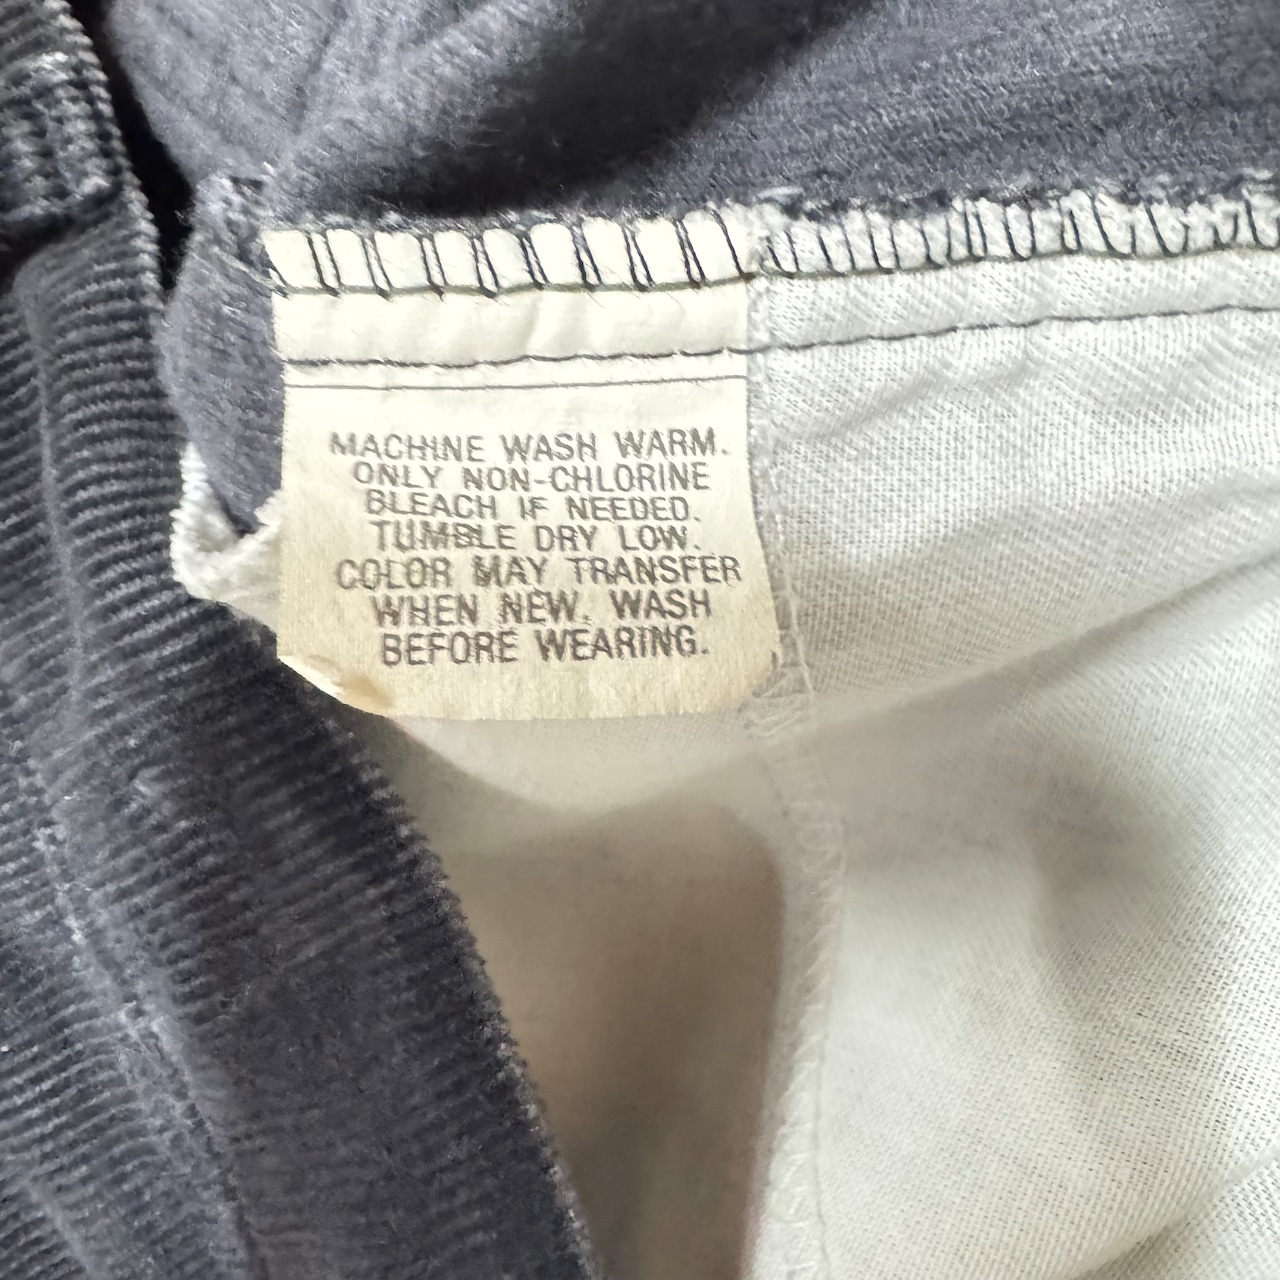 MACHINE WASH WARM.
ONLY NON-CHLORINE
BLEACH IF NEEDED.
TUMBLE DRY LOW.
COLOR MAY TRANSFER
WHEN NEW. WASH
BEFORE WEARING.